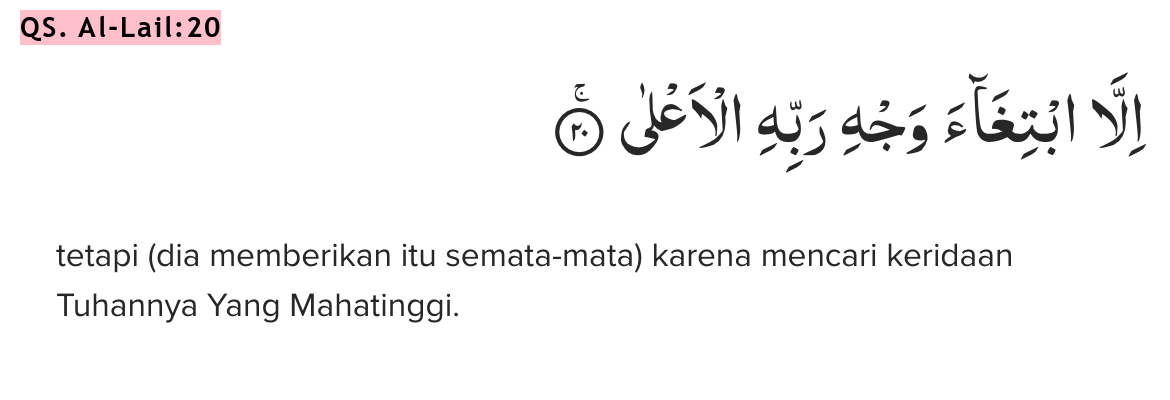 QS. Al-Lail:20
اِلَّا ابْتِغَاۤءَ وَجْهِ رَبِّهِ الْاَعْلٰىۚ ٢٠
tetapi (dia memberikan itu semata-mata) karena mencari keridaan
Tuhannya Yang Mahatinggi.